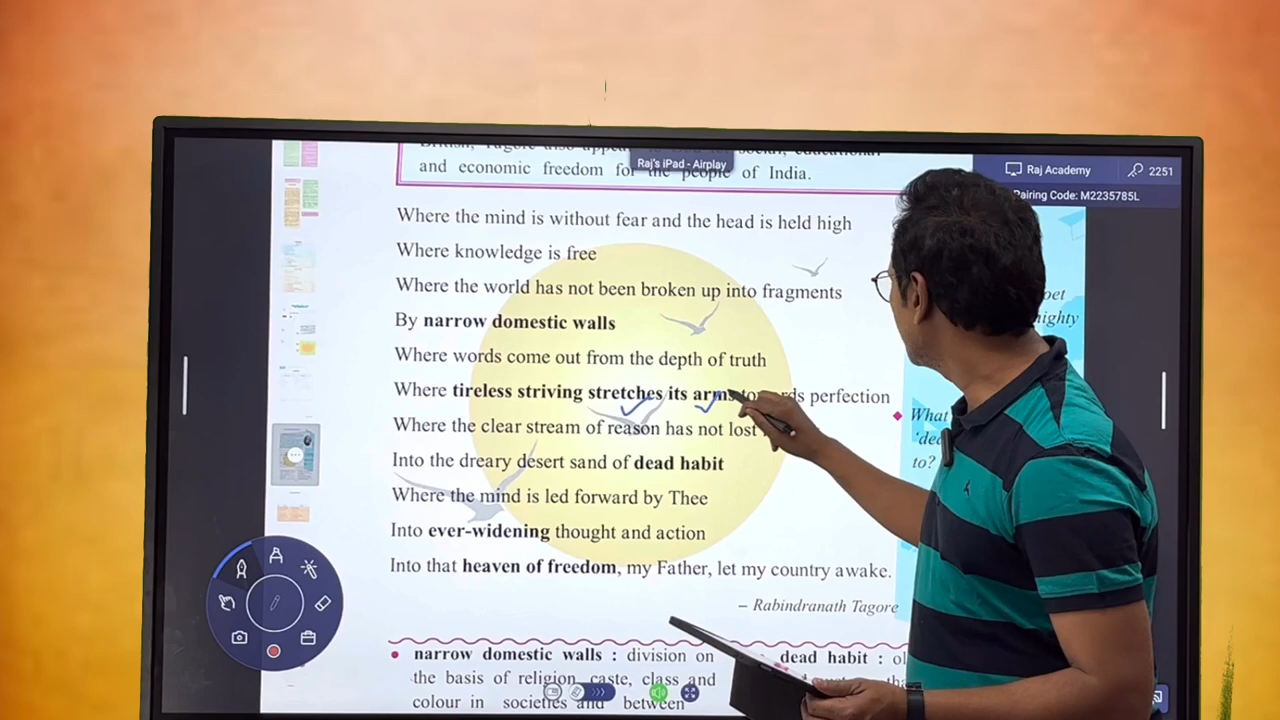 Raj's iPad - Airplay
Raj Academy
2251
Pairing Code: M2235785L
and economic freedom for the people of India.
Where the mind is without fear and the head is held high
Where knowledge is free
Where the world has not been broken up into fragments
By narrow domestic walls
Where words come out from the depth of truth
Where tireless striving stretches its arms towards perfection
Where the clear stream of reason has not lost
Into the dreary desert sand of dead habit
Where the mind is led forward by Thee
Into ever-widening thought and action
Into that heaven of freedom, my Father, let my country awake.
– Rabindranath Tagore
What
to?
narrow domestic walls : division on
the basis of religion, caste, class and
colour in societies and between
dead habit :